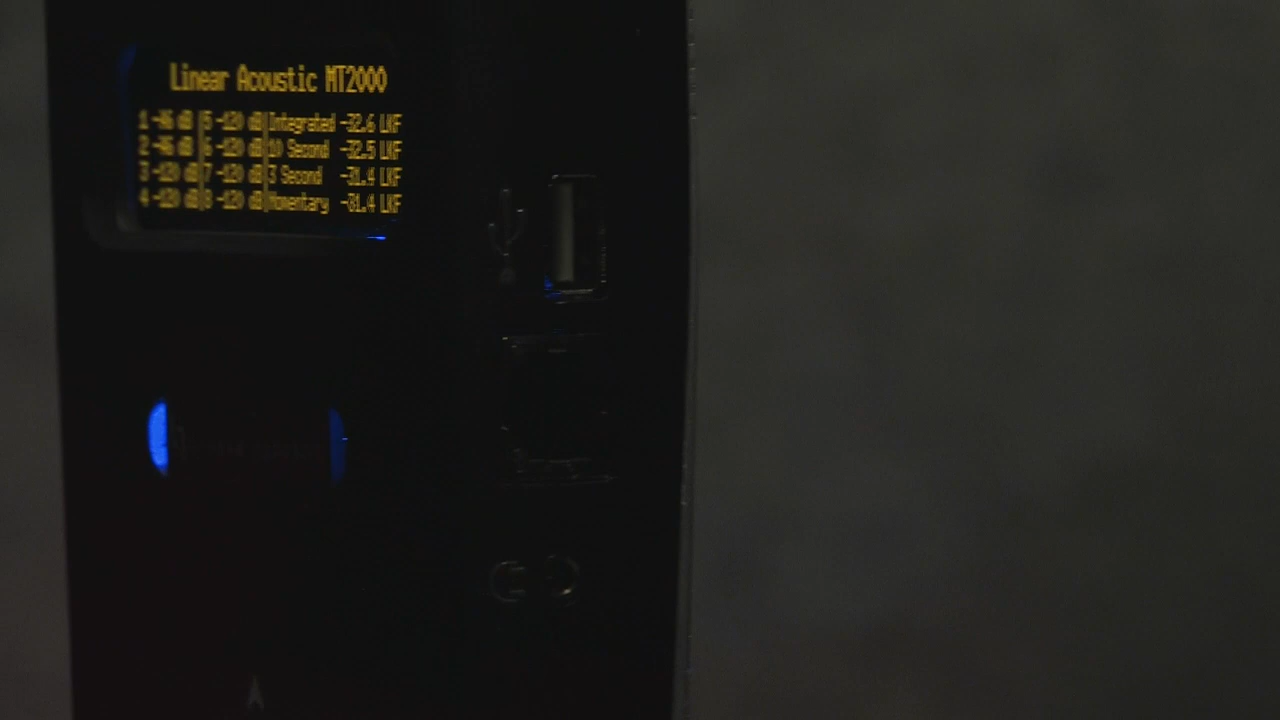 Linear Acoustic MT2000
1 -46 dB 5 -120 dB Integrated -32.6 LKF
2 -46 dB 6 -120 dB 10 Second -32.5 LKF
3 -120 dB 7 -120 dB 3 Second -31.4 LKF
4 -120 dB 8 -120 dB Momentary -31.4 LKF